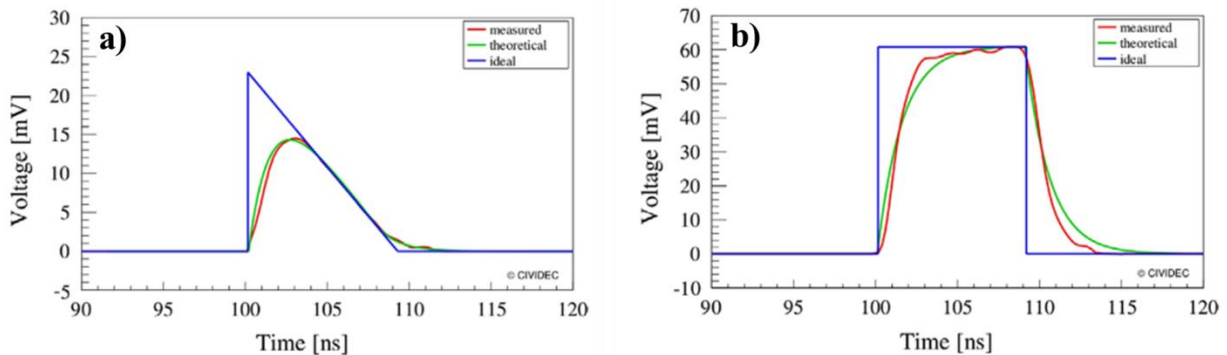 a)
measured
theoretical
ideal
30
25
20
15
10
5
0
-5
Voltage [mV]
90 95 100 105 110 115 120
Time [ns]
© CIVIDEC
b)
measured
theoretical
ideal
70
60
50
40
30
20
10
0
-10
Voltage [mV]
90 95 100 105 110 115 120
Time [ns]
© CIVIDEC